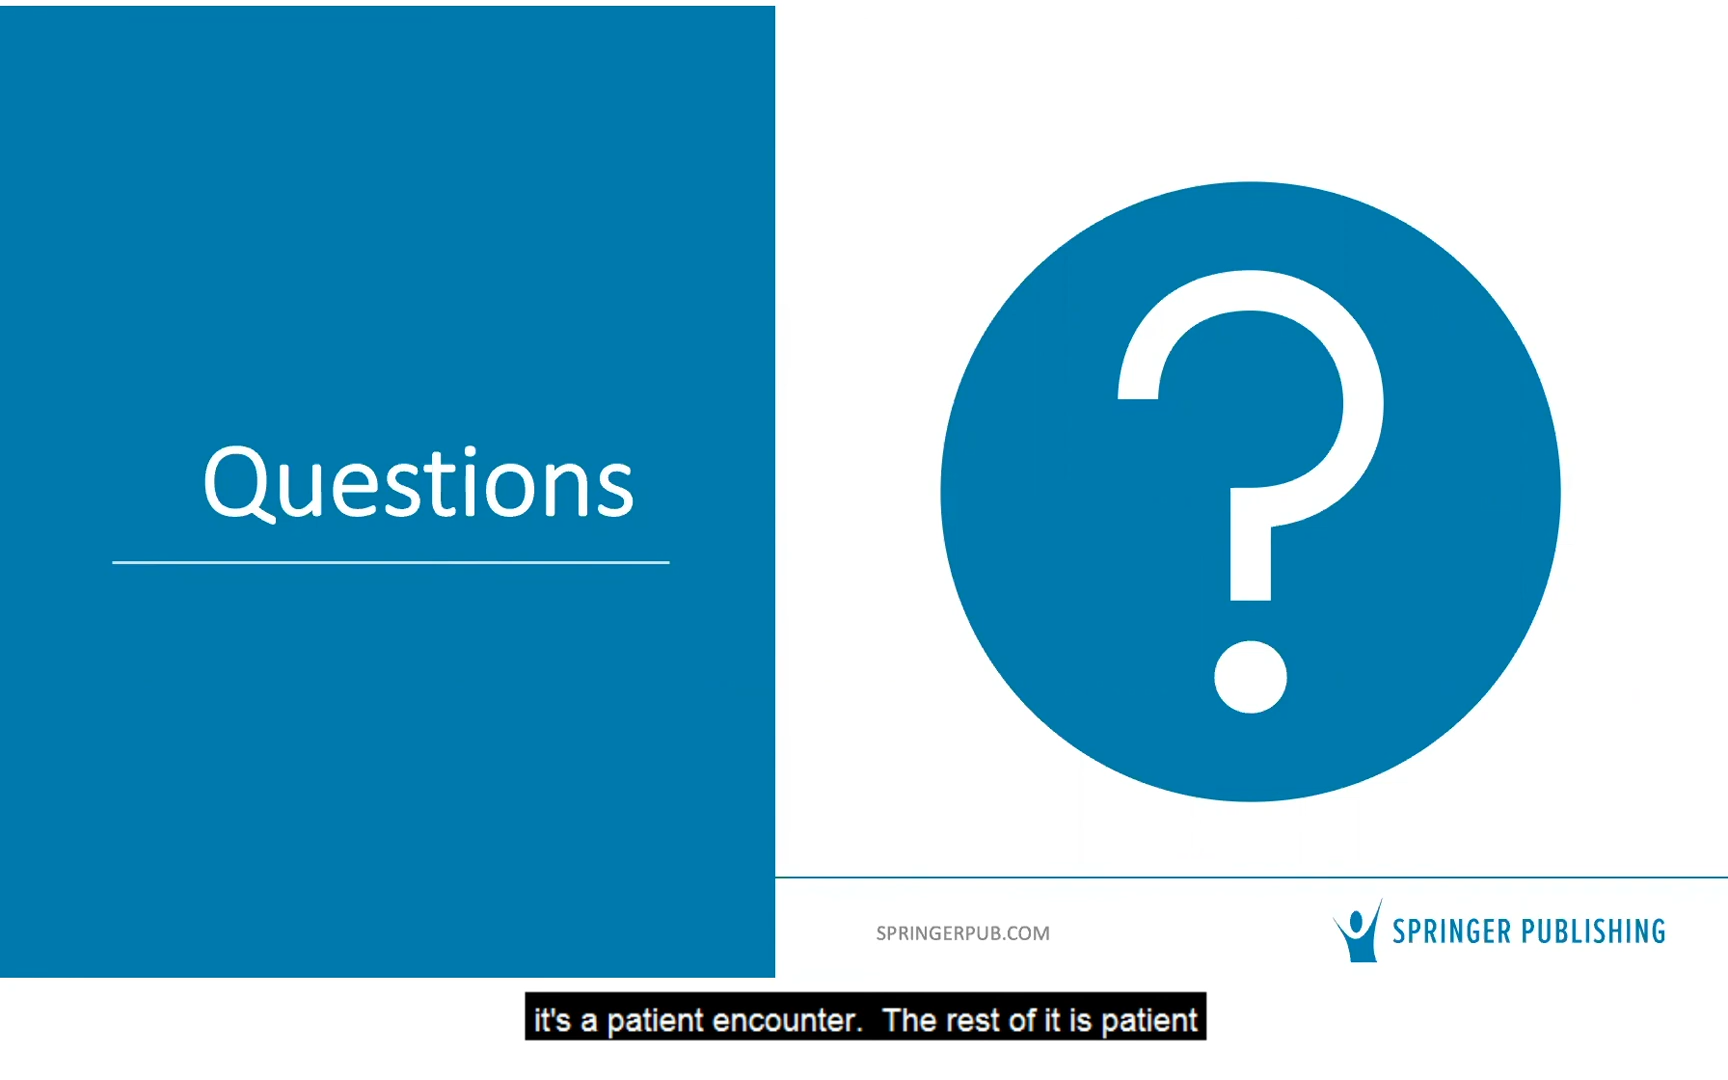 Questions
?
SPRINGERPUB.COM
SPRINGER PUBLISHING
it's a patient encounter.  The rest of it is patient